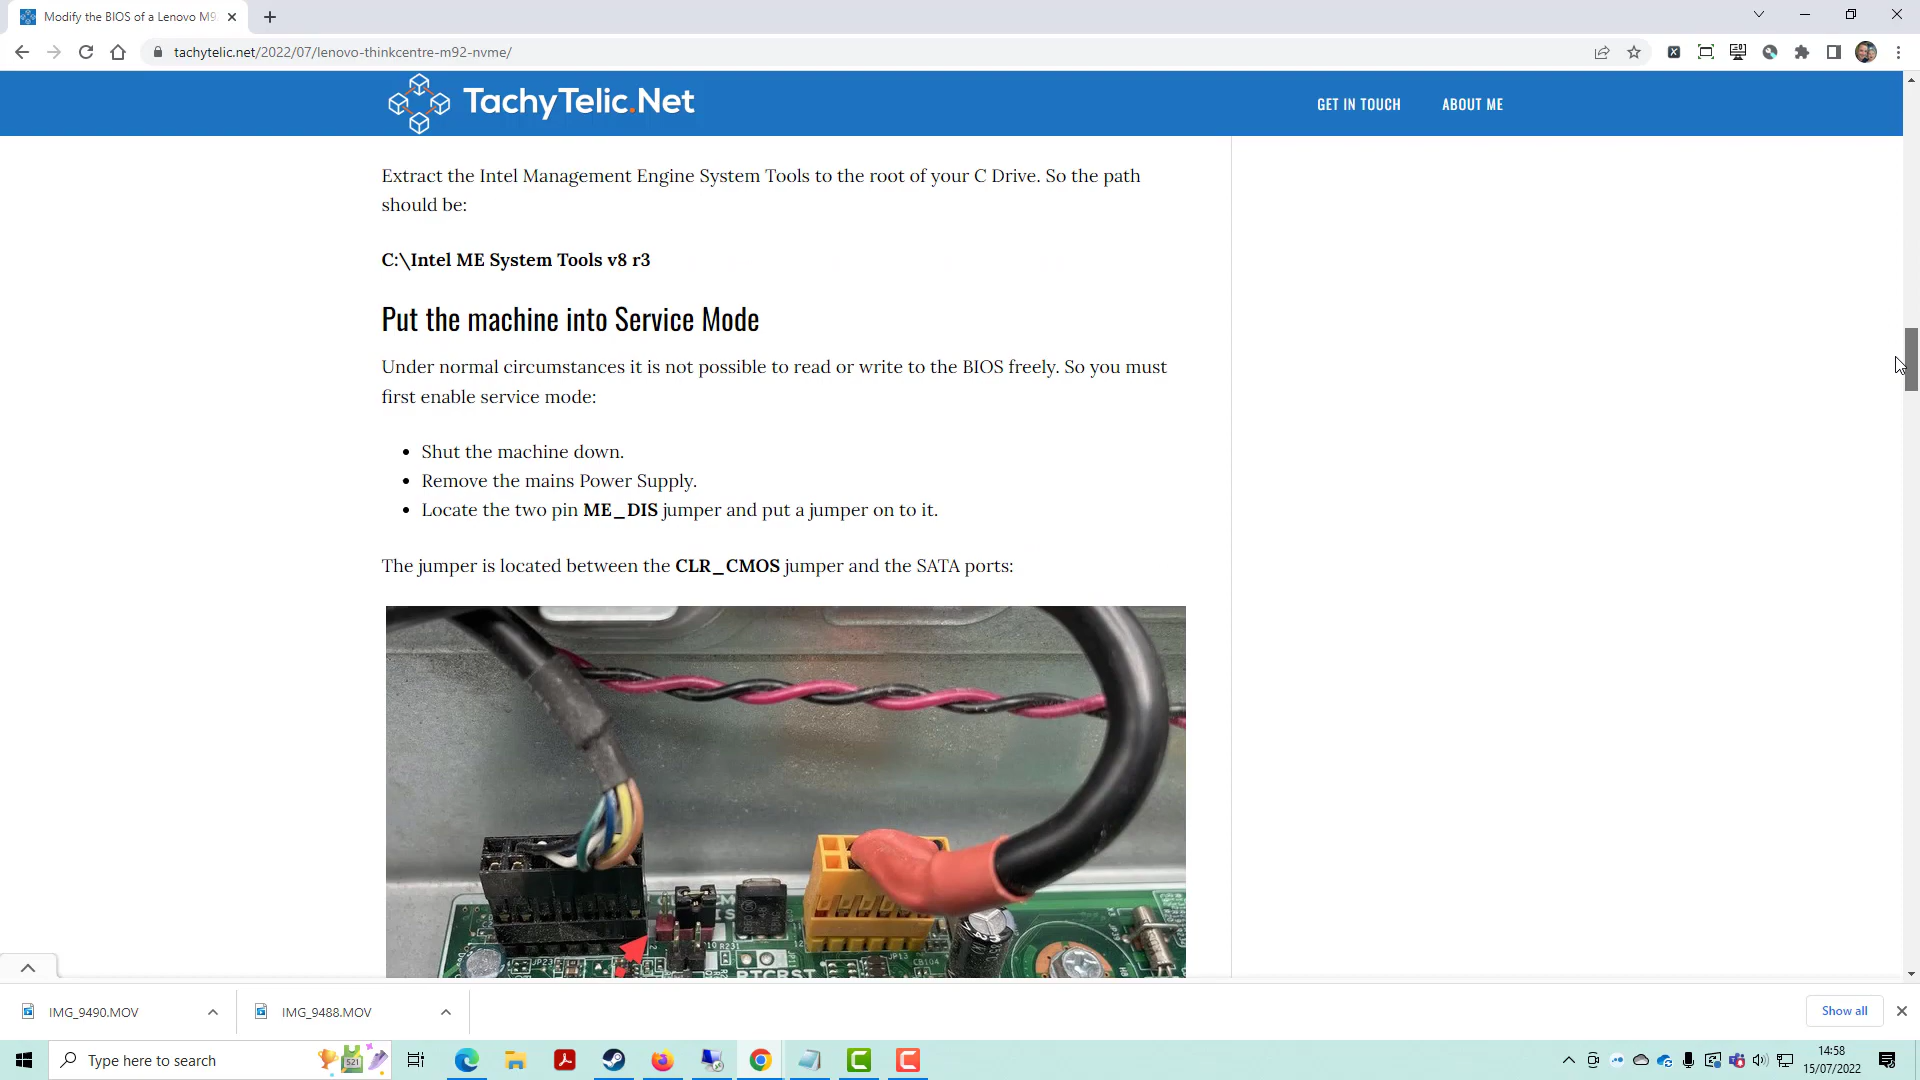 Modify the BIOS of a Lenovo M9
tachytelic.net/2022/07/lenovo-thinkcentre-m92-nvme/
TachyTelic.Net
GET IN TOUCH
ABOUT ME
Extract the Intel Management Engine System Tools to the root of your C Drive. So the path
should be:
C:\Intel ME System Tools v8 r3
Put the machine into Service Mode
Under normal circumstances it is not possible to read or write to the BIOS freely. So you must
first enable service mode:
Shut the machine down.
Remove the mains Power Supply.
Locate the two pin ME_DIS jumper and put a jumper on to it.
The jumper is located between the CLR_CMOS jumper and the SATA ports:
R231
JP23
RTCRST
JP13
CB104
IMG_9490.MOV
IMG_9488.MOV
Show all
Type here to search
521
14:58
15/07/2022